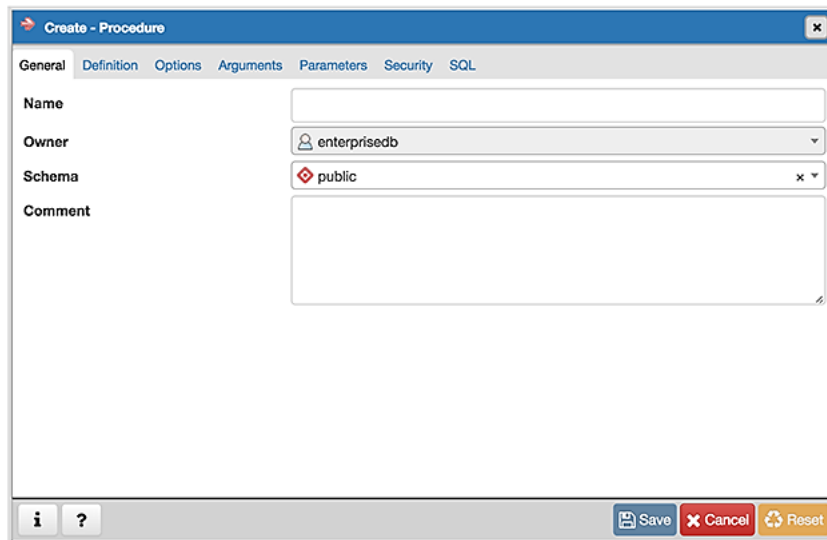 Create - Procedure
General Definition Options Arguments Parameters Security SQL
Name
Owner enterprisedb
Schema public
Comment
i ? Save Cancel Reset